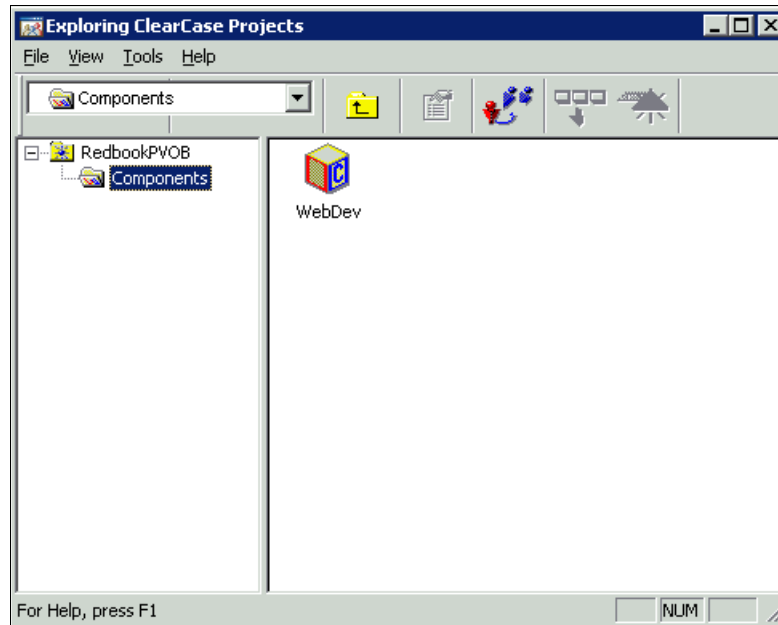 Exploring ClearCase Projects
File View Tools Help
Components
RedbookPVOB
Components
WebDev
For Help, press F1
NUM